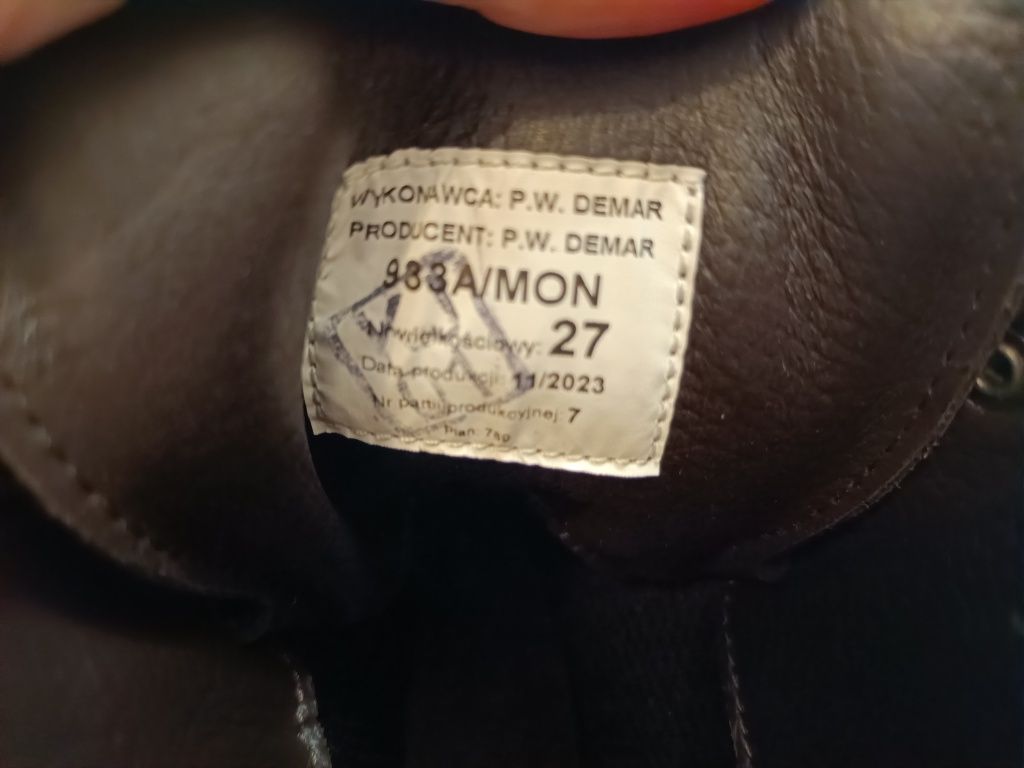 WYKONAWCA: P.W. DEMAR
PRODUCENT: P.W. DEMAR
933A/MON
Nr wielkościowy: 27
Data produkcji: 11/2023
Nr partii produkcyjnej 7